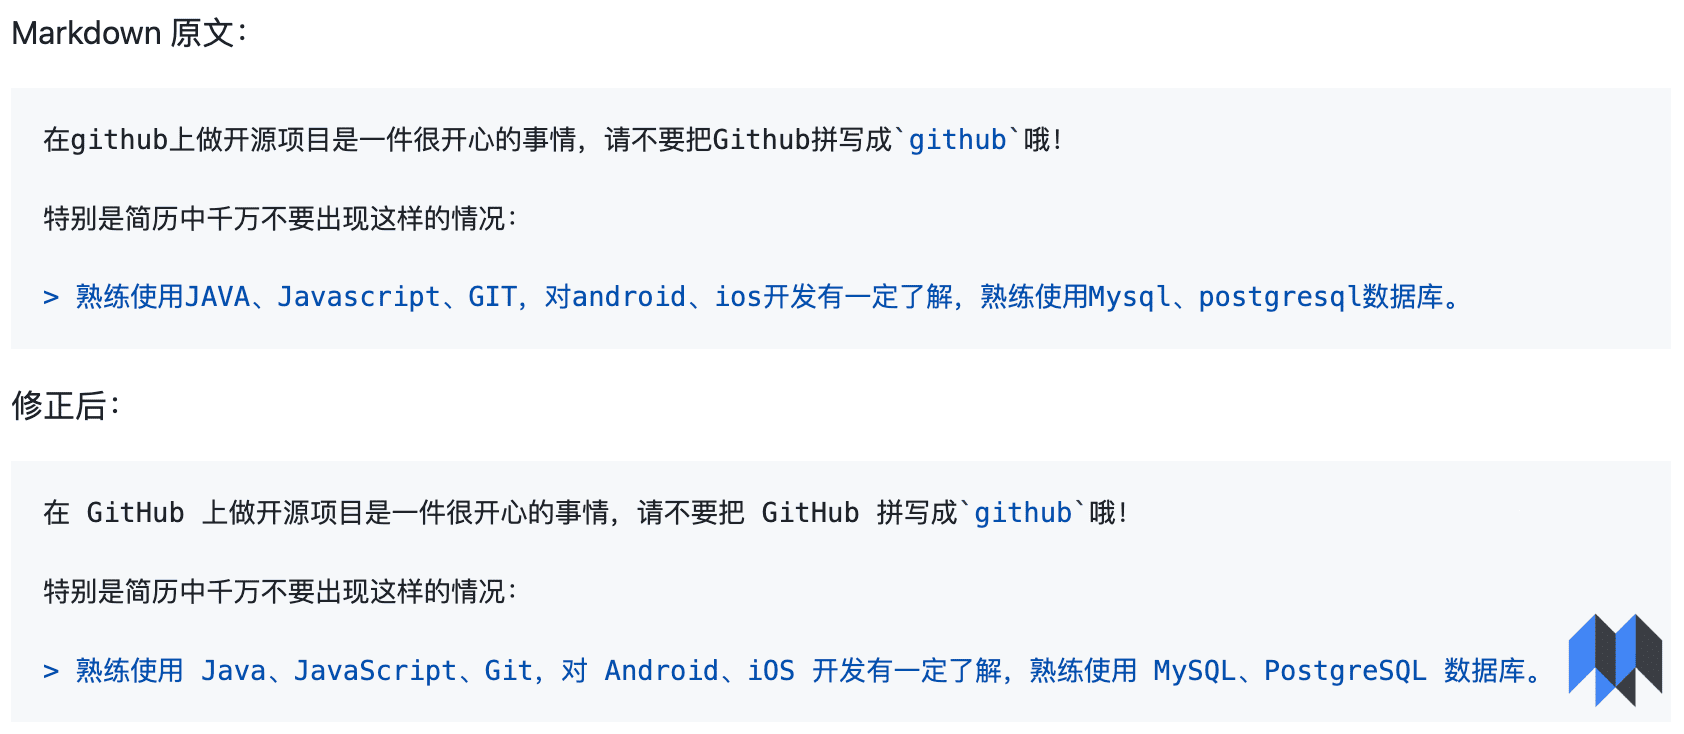 Markdown 原文：
在github上做开源项目是一件很开心的事情，请不要把Github拼写成`github`哦！
特别是简历中千万不要出现这样的情况：
> 熟练使用JAVA、Javascript、GIT，对android、ios开发有一定了解，熟练使用Mysql、postgresql数据库。
修正后：
在 GitHub 上做开源项目是一件很开心的事情，请不要把 GitHub 拼写成`github`哦！
特别是简历中千万不要出现这样的情况：
> 熟练使用 Java、JavaScript、Git，对 Android、iOS 开发有一定了解，熟练使用 MySQL、PostgreSQL 数据库。